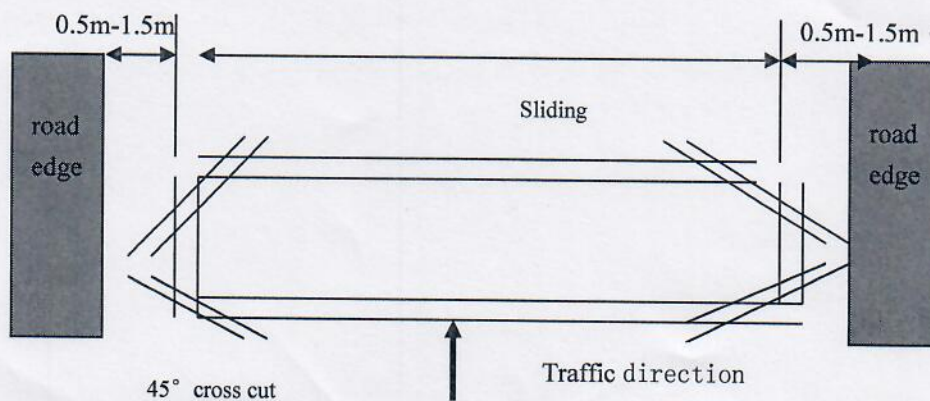 0.5m-1.5m
0.5m-1.5m
Sliding
road
edge
road
edge
45° cross cut
Traffic direction